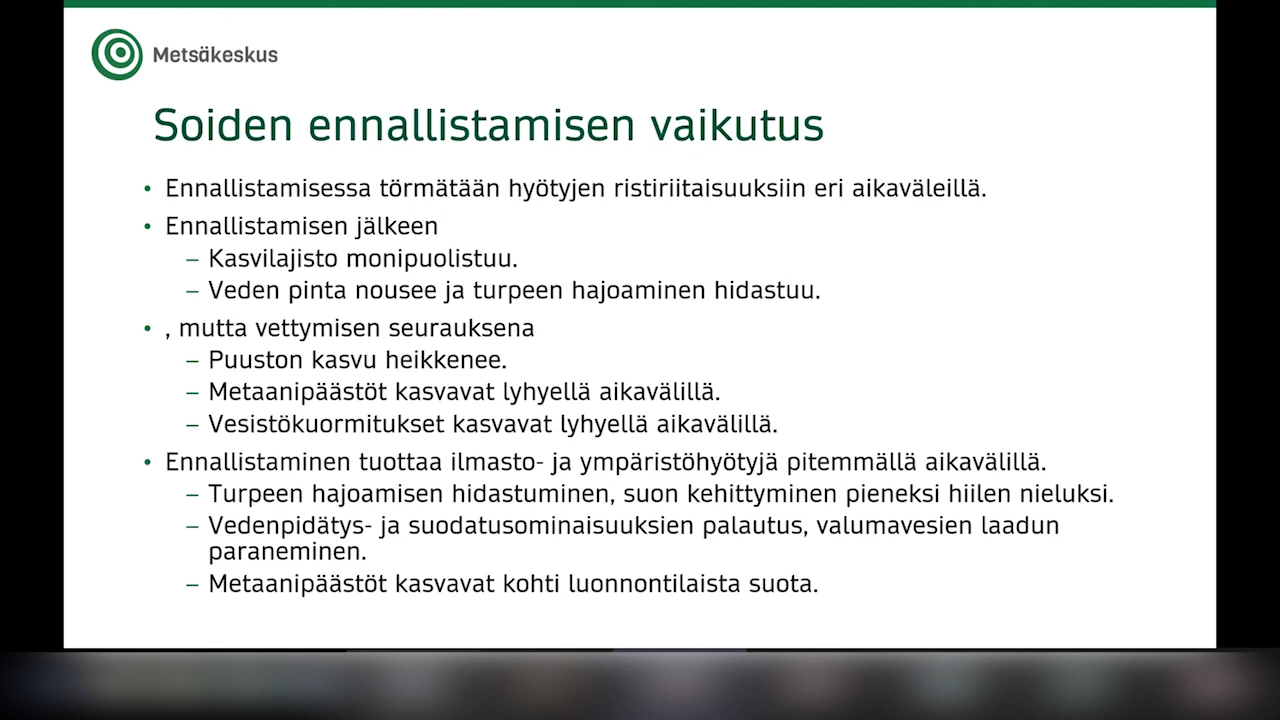 Metsäkeskus
Soiden ennallistamisen vaikutus
• Ennallistamisessa törmätään hyötyjen ristiriitaisuuksiin eri aikaväleillä.
• Ennallistamisen jälkeen
– Kasvilajisto monipuolistuu.
– Veden pinta nousee ja turpeen hajoaminen hidastuu.
• , mutta vettymisen seurauksena
– Puuston kasvu heikkenee.
– Metaanipäästöt kasvavat lyhyellä aikavälillä.
– Vesistökuormitukset kasvavat lyhyellä aikavälillä.
• Ennallistaminen tuottaa ilmasto- ja ympäristöhyötyjä pitemmällä aikavälillä.
– Turpeen hajoamisen hidastuminen, suon kehittyminen pieneksi hiilen nieluksi.
– Vedenpidätys- ja suodatusominaisuuksien palautus, valumavesien laadun
paraneminen.
– Metaanipäästöt kasvavat kohti luonnontilaista suota.